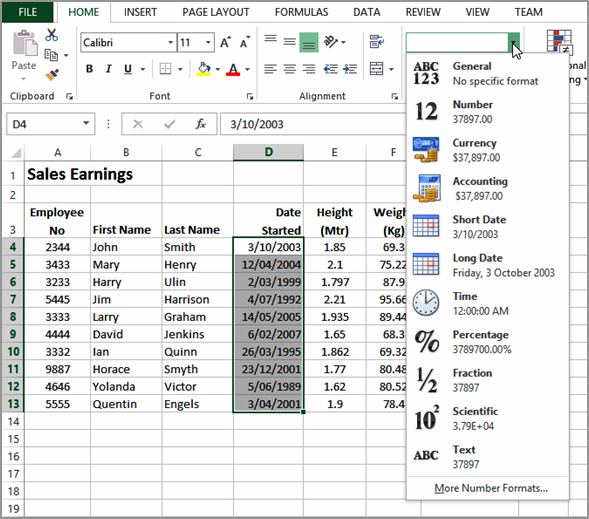 FILE HOME INSERT PAGE LAYOUT FORMULAS DATA REVIEW VIEW TEAM
Calibri 11 A A
Paste
B I U A
Clipboard Font Alignment
D4 fx 3/10/2003
A B C D E F
1 Sales Earnings
2
Employee Date Height
3 No First Name Last Name Started (Mtr) (Kg)
4 2344 John Smith 3/10/2003 1.85 69.3
5 3433 Mary Henry 12/04/2004 2.1 75.22
6 3233 Harry Ulin 2/03/1999 1.797 87.9
7 5445 Jim Harrison 4/07/1992 2.21 95.66
8 3333 Larry Graham 14/05/2005 1.935 89.44
9 4444 David Jenkins 6/02/2007 1.65 68.3
10 3332 Ian Quinn 26/03/1995 1.862 69.32
11 9887 Horace Smyth 23/12/2001 1.77 80.48
12 4646 Yolanda Victor 5/06/1989 1.62 80.52
13 5555 Quentin Engels 3/04/2001 1.9 78.4
14
15
16
17
18
19
ABC
123
General
No specific format
12
Number
37897.00
Currency
$37,897.00
Accounting
$37,897.00
Short Date
3/10/2003
Long Date
Friday, 3 October 2003
Time
12:00:00 AM
%
Percentage
3789700.00%
½
Fraction
37897
10²
Scientific
3.79E+04
ABC
Text
37897
More Number Formats...